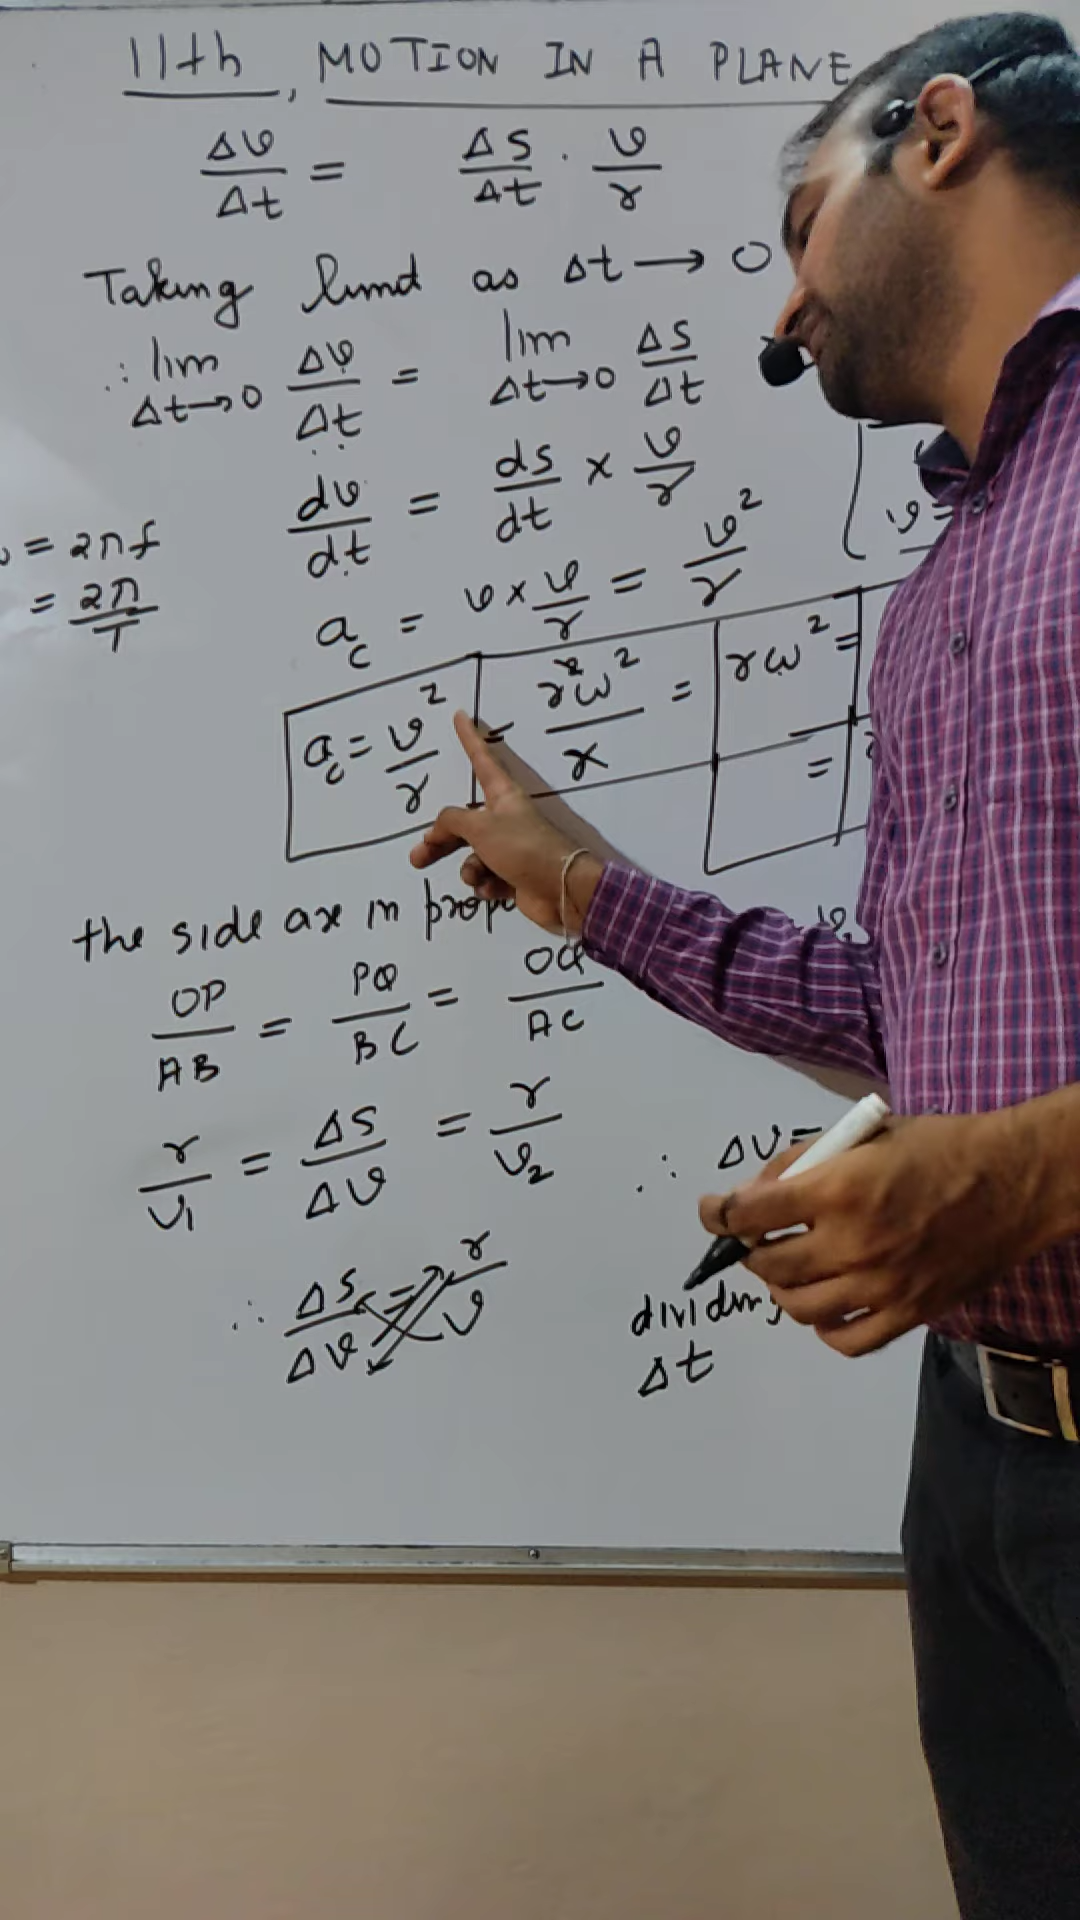 11th, MOTION IN A PLANE
Δv/Δt = Δs/Δt · v/r
Taking limit as Δt → 0
∴ lim Δt→0 Δv/Δt = lim Δt→0 Δs/Δt
dv/dt = ds/dt × v/r
= 2πf
= 2π/T
v =
a_c = v × v/r = v²/r
a_c = v²/r = r²ω²/r = rω² =
=
the side are in prop
OP/AB = PQ/BC = OQ/AC
r/v₁ = Δs/Δv = r/v₂
∴ Δv =
∴ Δs/Δv = r/v
dividing
Δt